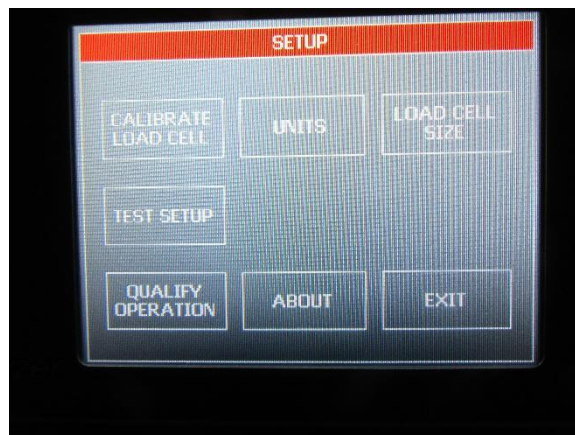 SETUP
CALIBRATE
LOAD CELL
UNITS
LOAD CELL
SIZE
TEST SETUP
QUALIFY
OPERATION
ABOUT
EXIT